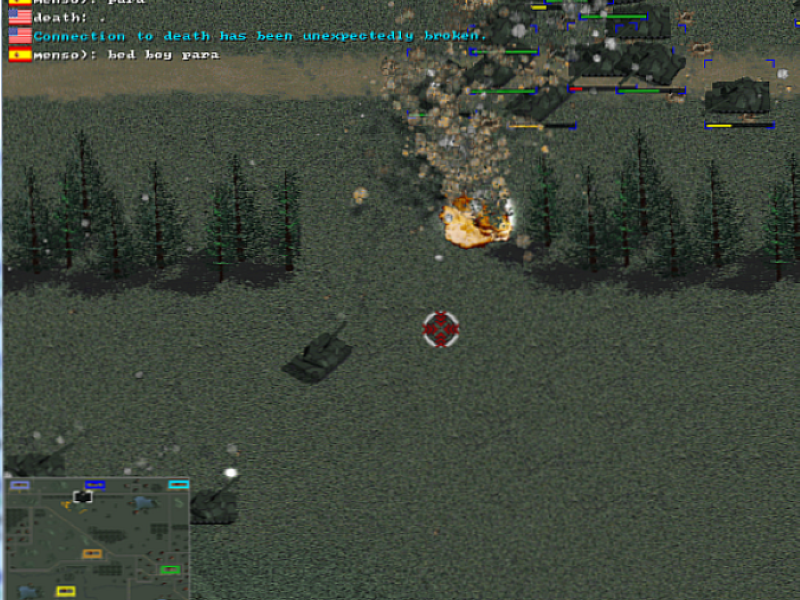 menso): para
death: .
Connection to death has been unexpectedly broken.
menso): bed boy para